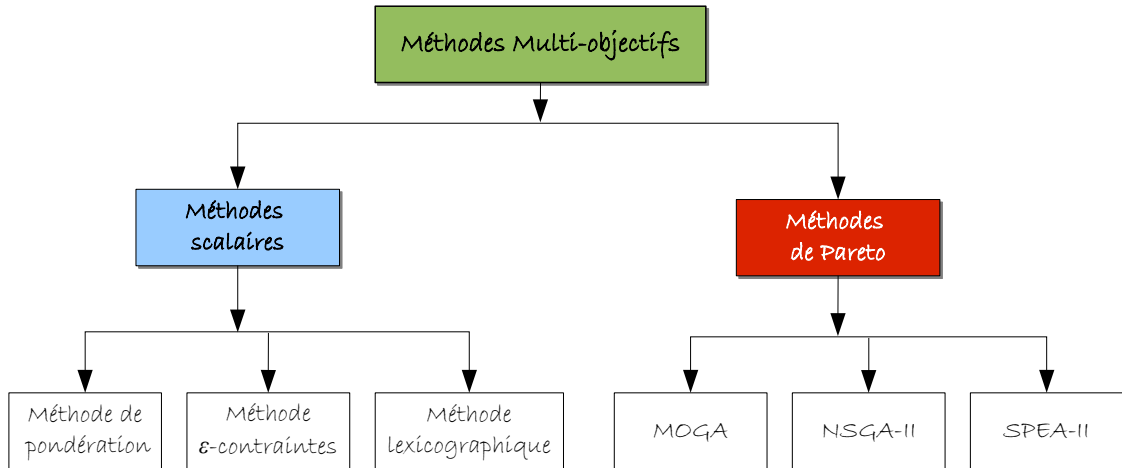 Méthodes Multi-objectifs
Méthodes
scalaires
Méthodes
de Pareto
Méthode de
pondération
Méthode
ε-contraintes
Méthode
lexicographique
MOGA
NSGA-II
SPEA-II